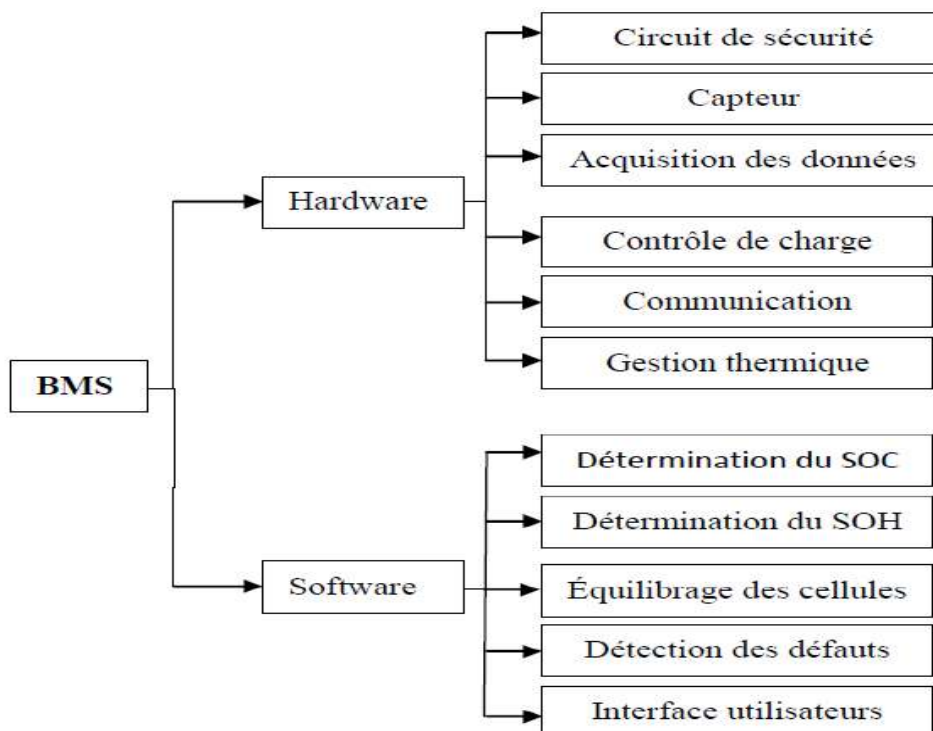 BMS
Hardware
Circuit de sécurité
Capteur
Acquisition des données
Contrôle de charge
Communication
Gestion thermique
Software
Détermination du SOC
Détermination du SOH
Équilibrage des cellules
Détection des défauts
Interface utilisateurs